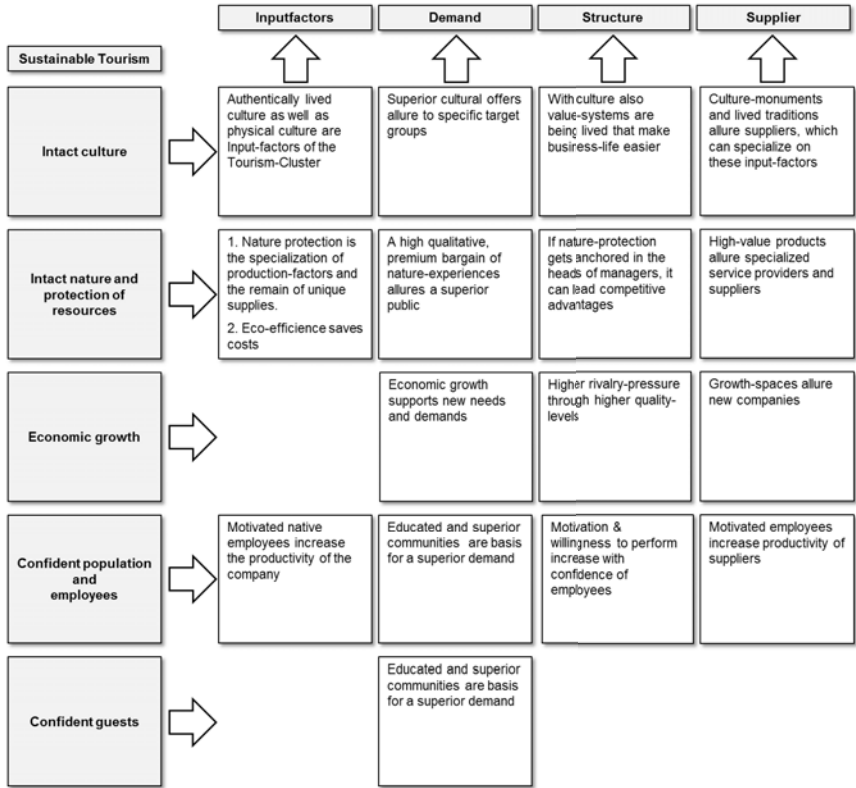 Inputfactors
Demand
Structure
Supplier
Sustainable Tourism
Intact culture
Authentically lived
culture as well as
physical culture are
Input-factors of the
Tourism-Cluster
Superior cultural offers
allure to specific target
groups
With culture also
value-systems are
being lived that make
business-life easier
Culture-monuments
and lived traditions
allure suppliers, which
can specialize on
these input-factors
Intact nature and
protection of
resources
1. Nature protection is
the specialization of
production-factors and
the remain of unique
supplies.
2. Eco-efficience saves
costs
A high qualitative,
premium bargain of
nature-experiences
allures a superior
public
If nature-protection
gets anchored in the
heads of managers, it
can lead competitive
advantages
High-value products
allure specialized
service providers and
suppliers
Economic growth
Economic growth
supports new needs
and demands
Higher rivalry-pressure
through higher quality-
levels
Growth-spaces allure
new companies
Confident population
and
employees
Motivated native
employees increase
the productivity of the
company
Educated and superior
communities are basis
for a superior demand
Motivation &
willingness to perform
increase with
confidence of
employees
Motivated employees
increase productivity of
suppliers
Confident guests
Educated and superior
communities are basis
for a superior demand